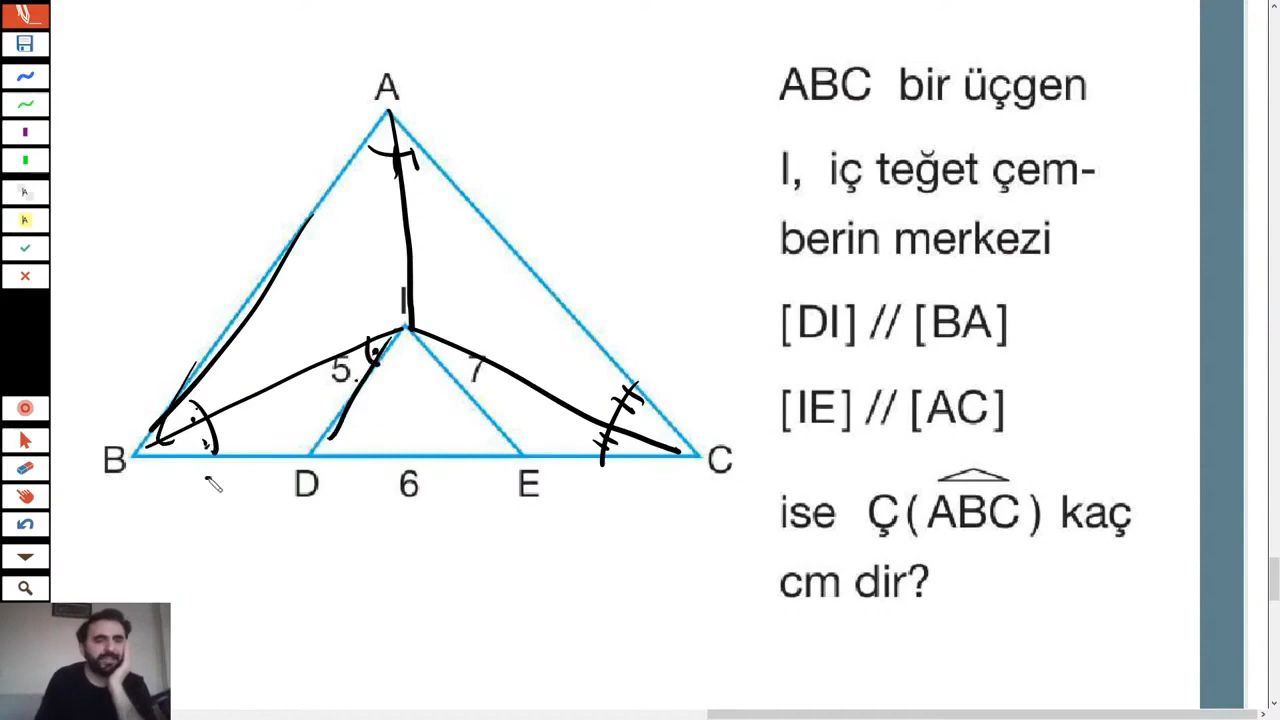 A
I
5
7
B
D
6
E
C
ABC bir üçgen
I, iç teğet çem-
berin merkezi
[DI] // [BA]
[IE] // [AC]
ise Ç(ABC) kaç
cm dir?